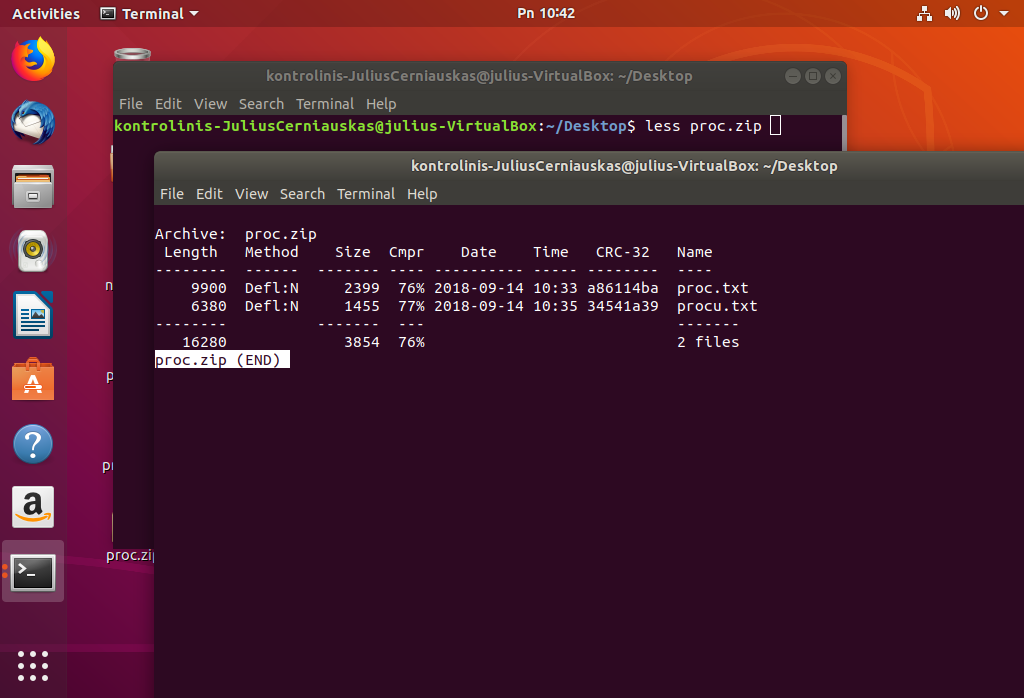 Activities Terminal Pn 10:42
kontrolinis-JuliusCerniauskas@julius-VirtualBox: ~/Desktop
File Edit View Search Terminal Help
kontrolinis-JuliusCerniauskas@julius-VirtualBox:~/Desktop$ less proc.zip
kontrolinis-JuliusCerniauskas@julius-VirtualBox: ~/Desktop
File Edit View Search Terminal Help
Archive:  proc.zip
 Length   Method    Size  Cmpr    Date    Time   CRC-32   Name
--------  ------  ------- ---- ---------- ----- --------  ----
    9900  Defl:N     2399  76% 2018-09-14 10:33 a86114ba  proc.txt
    6380  Defl:N     1455  77% 2018-09-14 10:35 34541a39  procu.txt
--------          -------  ---                            -------
   16280             3854  76%                            2 files
proc.zip (END)
n
p
pr
proc.zip
a